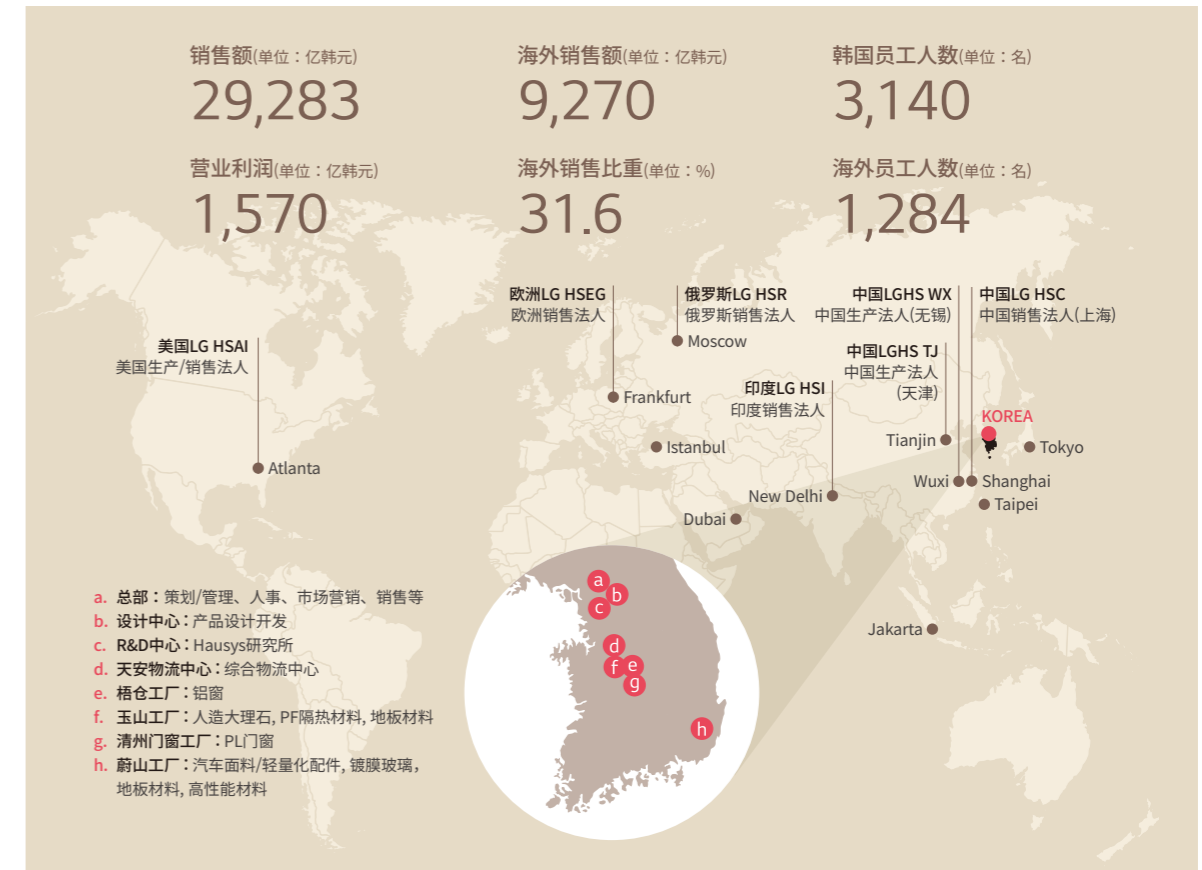 销售额(单位：亿韩元)
29,283
海外销售额(单位：亿韩元)
9,270
韩国员工人数(单位：名)
3,140
营业利润(单位：亿韩元)
1,570
海外销售比重(单位：%)
31.6
海外员工人数(单位：名)
1,284
美国LG HSAI
美国生产/销售法人
Atlanta
欧洲LG HSEG
欧洲销售法人
Frankfurt
俄罗斯LG HSR
俄罗斯销售法人
Moscow
Istanbul
Dubai
印度LG HSI
印度销售法人
New Delhi
中国LGHS WX
中国生产法人(无锡)
Wuxi
中国LG HSC
中国销售法人(上海)
Shanghai
中国LGHS TJ
中国生产法人
(天津)
Tianjin
KOREA
Tokyo
Taipei
Jakarta
a. 总部：策划/管理、人事、市场营销、销售等
b. 设计中心：产品设计开发
c. R&D中心：Hausys研究所
d. 天安物流中心：综合物流中心
e. 梧仓工厂：铝窗
f. 玉山工厂：人造大理石, PF隔热材料, 地板材料
g. 清州门窗工厂：PL门窗
h. 蔚山工厂：汽车面料/轻量化配件, 镀膜玻璃，
地板材料, 高性能材料
a
b
c
d
f
e
g
h